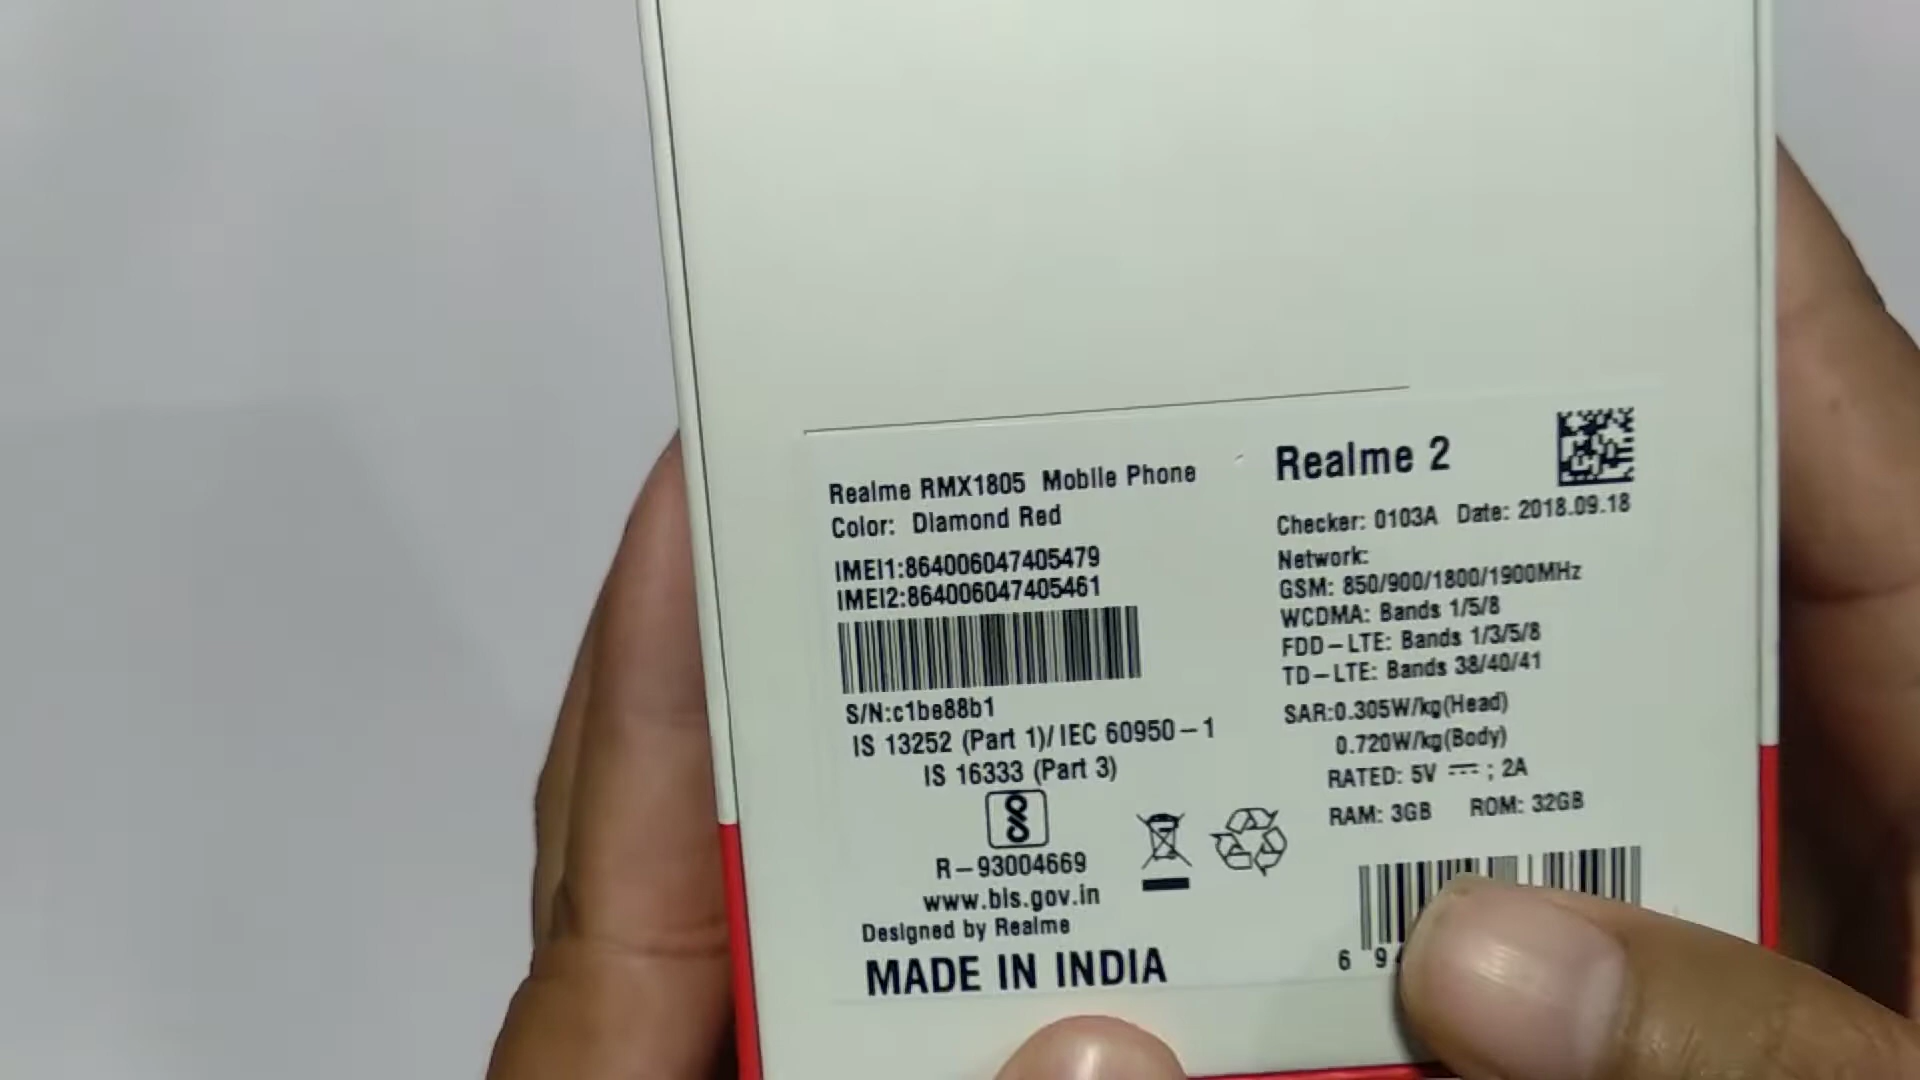 Realme RMX1805 Mobile Phone
Color: Diamond Red
IMEI1:864006047405479
IMEI2:864006047405461
S/N:c1be88b1
IS 13252 (Part 1)/ IEC 60950-1
IS 16333 (Part 3)
R-93004669
www.bis.gov.in
Designed by Realme
MADE IN INDIA
Realme 2
Checker: 0103A Date: 2018.09.18
Network:
GSM: 850/900/1800/1900MHz
WCDMA: Bands 1/5/8
FDD-LTE: Bands 1/3/5/8
TD-LTE: Bands 38/40/41
SAR:0.305W/kg(Head)
0.720W/kg(Body)
RATED: 5V ⎓ ; 2A
RAM: 3GB ROM: 32GB
6 9